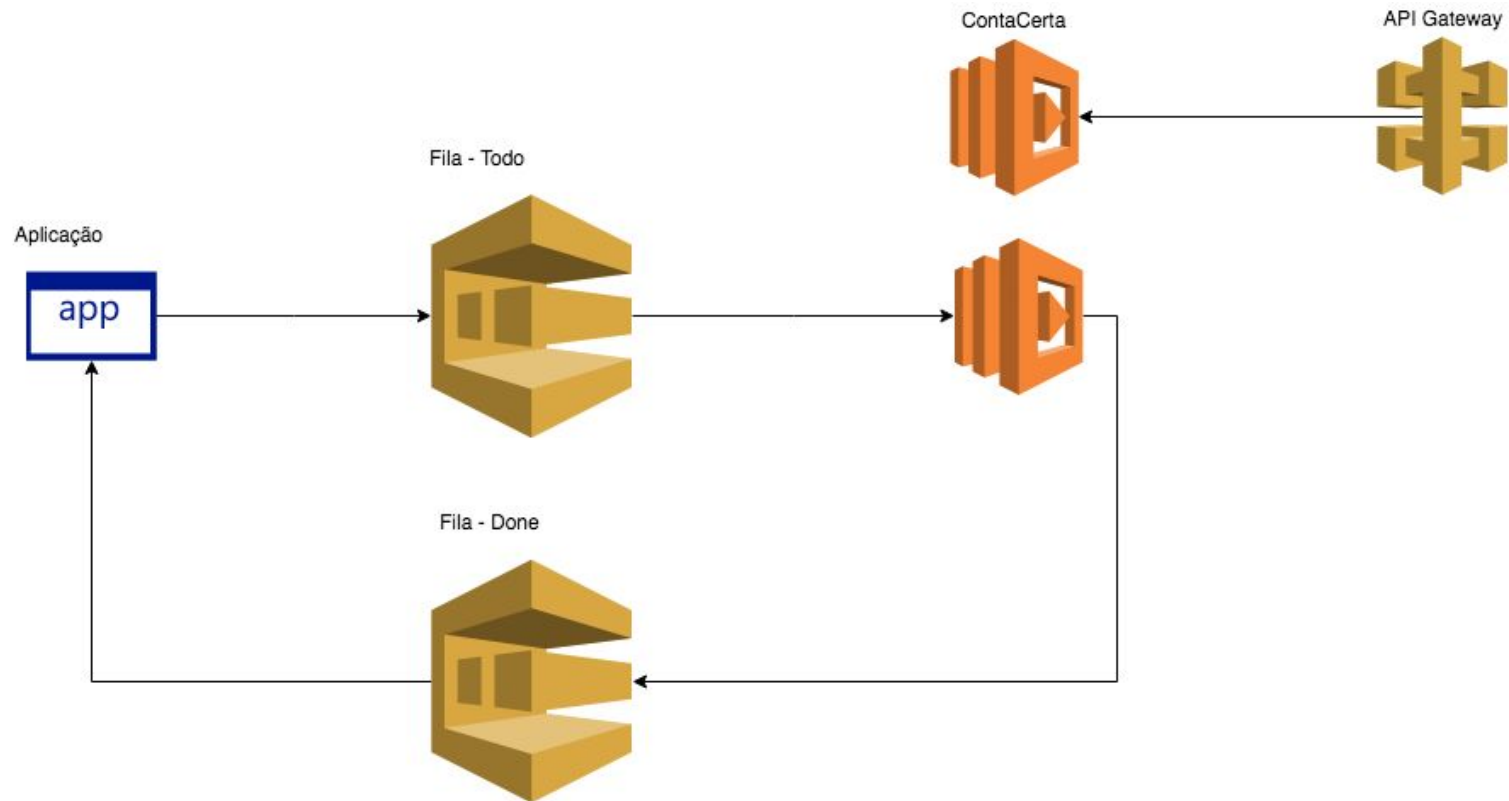 ContaCerta
API Gateway
Fila - Todo
Aplicação
app
Fila - Done